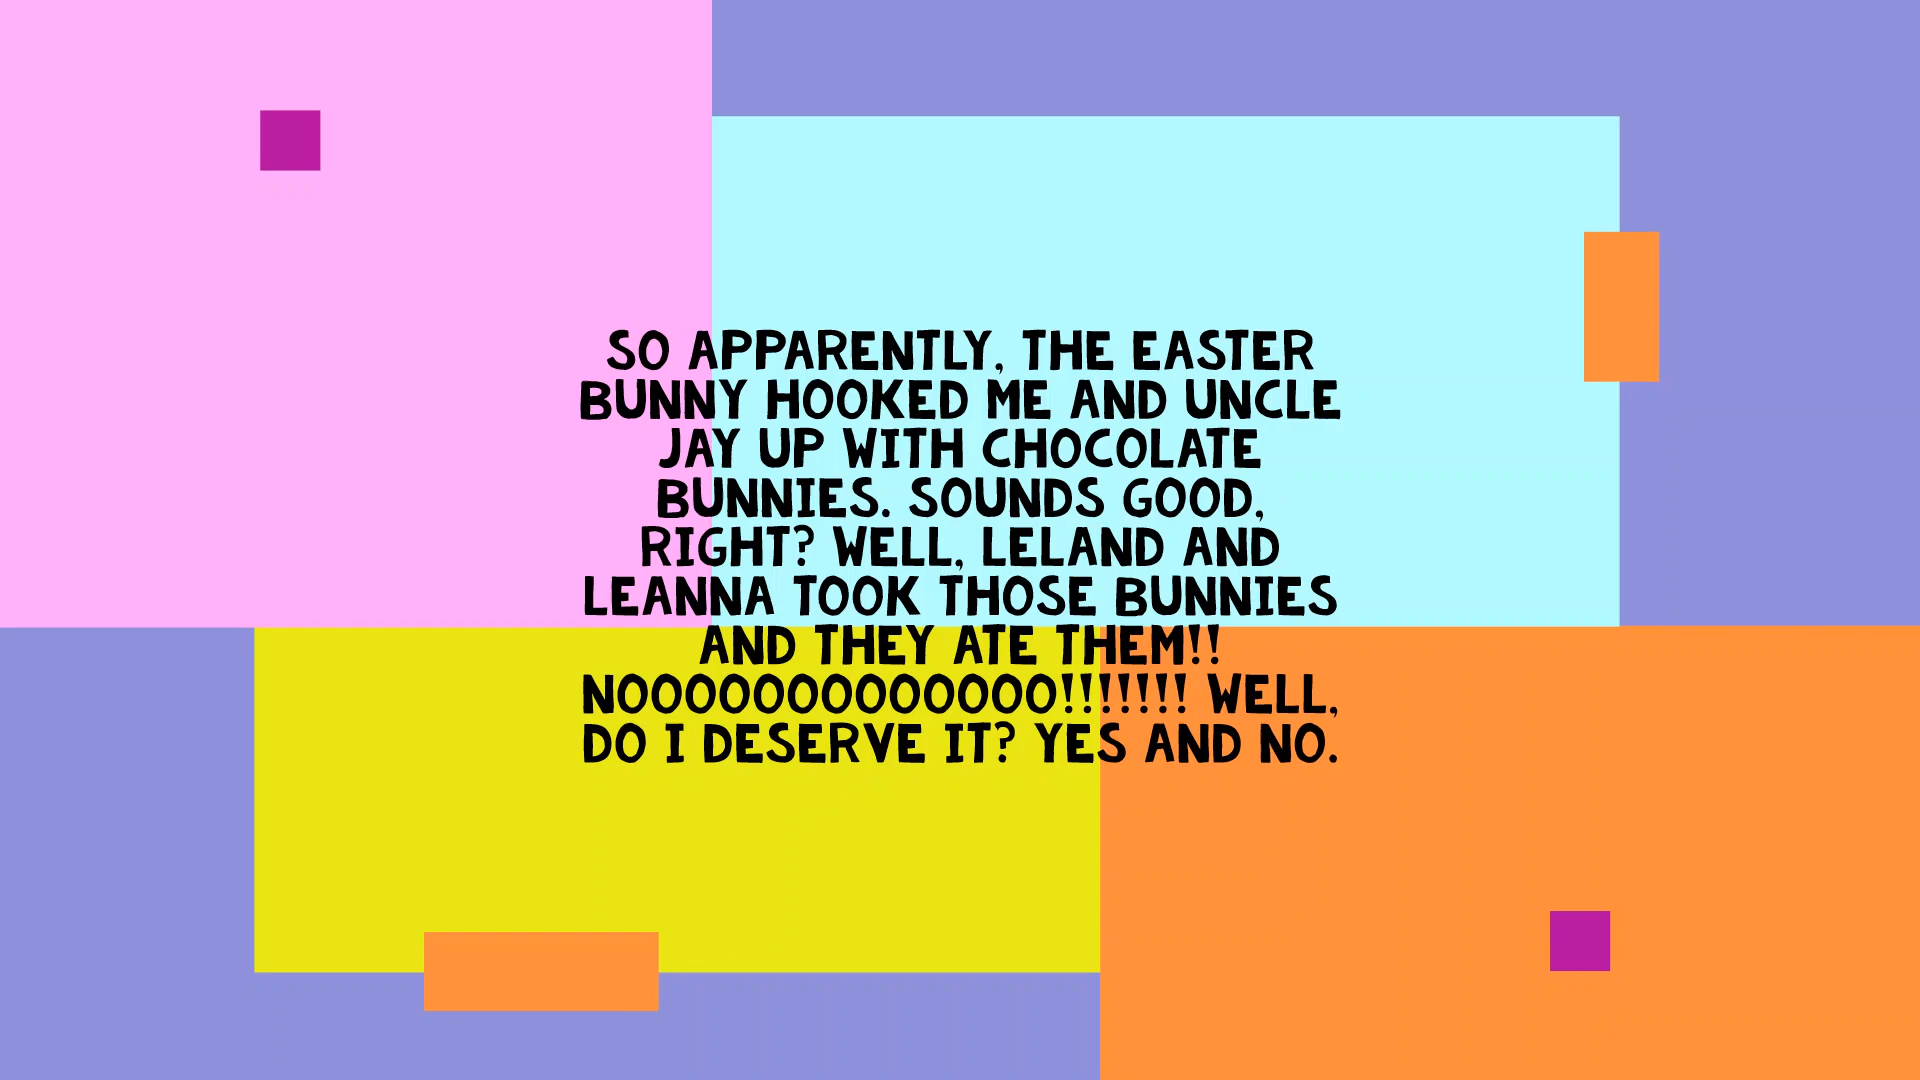 SO APPARENTLY, THE EASTER
BUNNY HOOKED ME AND UNCLE
JAY UP WITH CHOCOLATE
BUNNIES. SOUNDS GOOD,
RIGHT? WELL, LELAND AND
LEANNA TOOK THOSE BUNNIES
AND THEY ATE THEM!!
NOOOOOOOOOOOOO!!!!!!! WELL,
DO I DESERVE IT? YES AND NO.